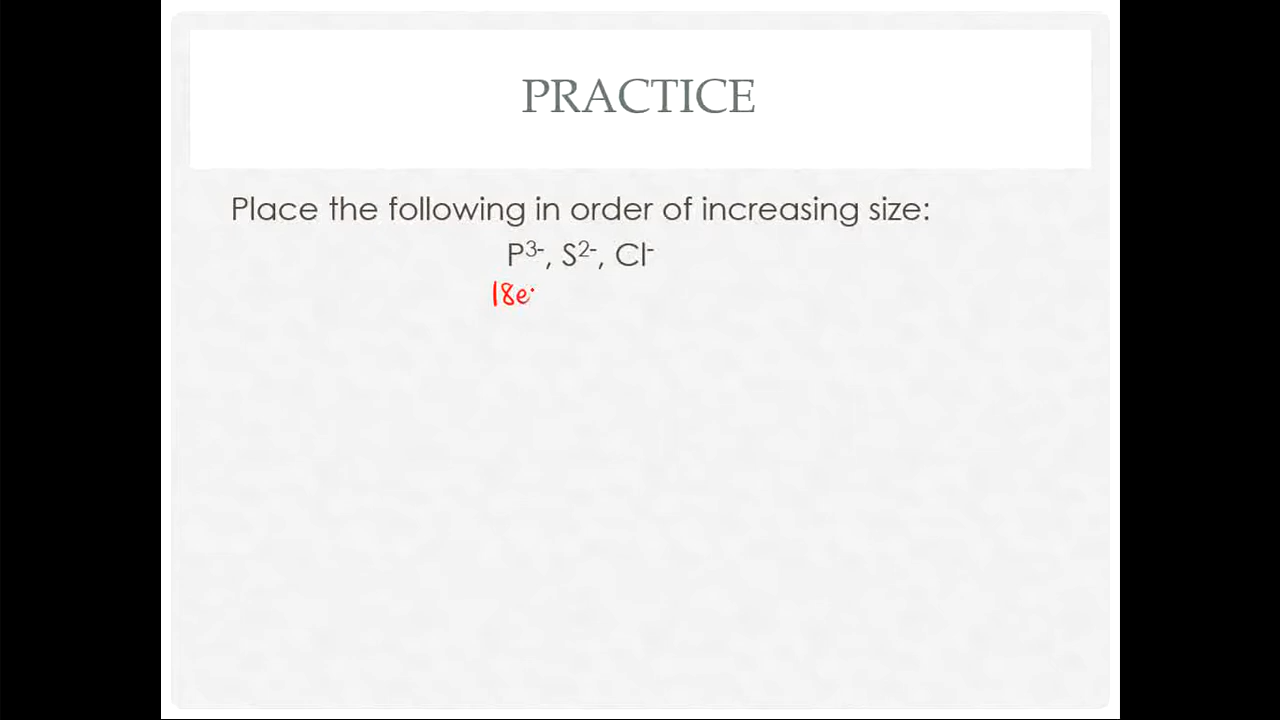 PRACTICE
Place the following in order of increasing size:
P³⁻, S²⁻, Cl⁻
18e⁻